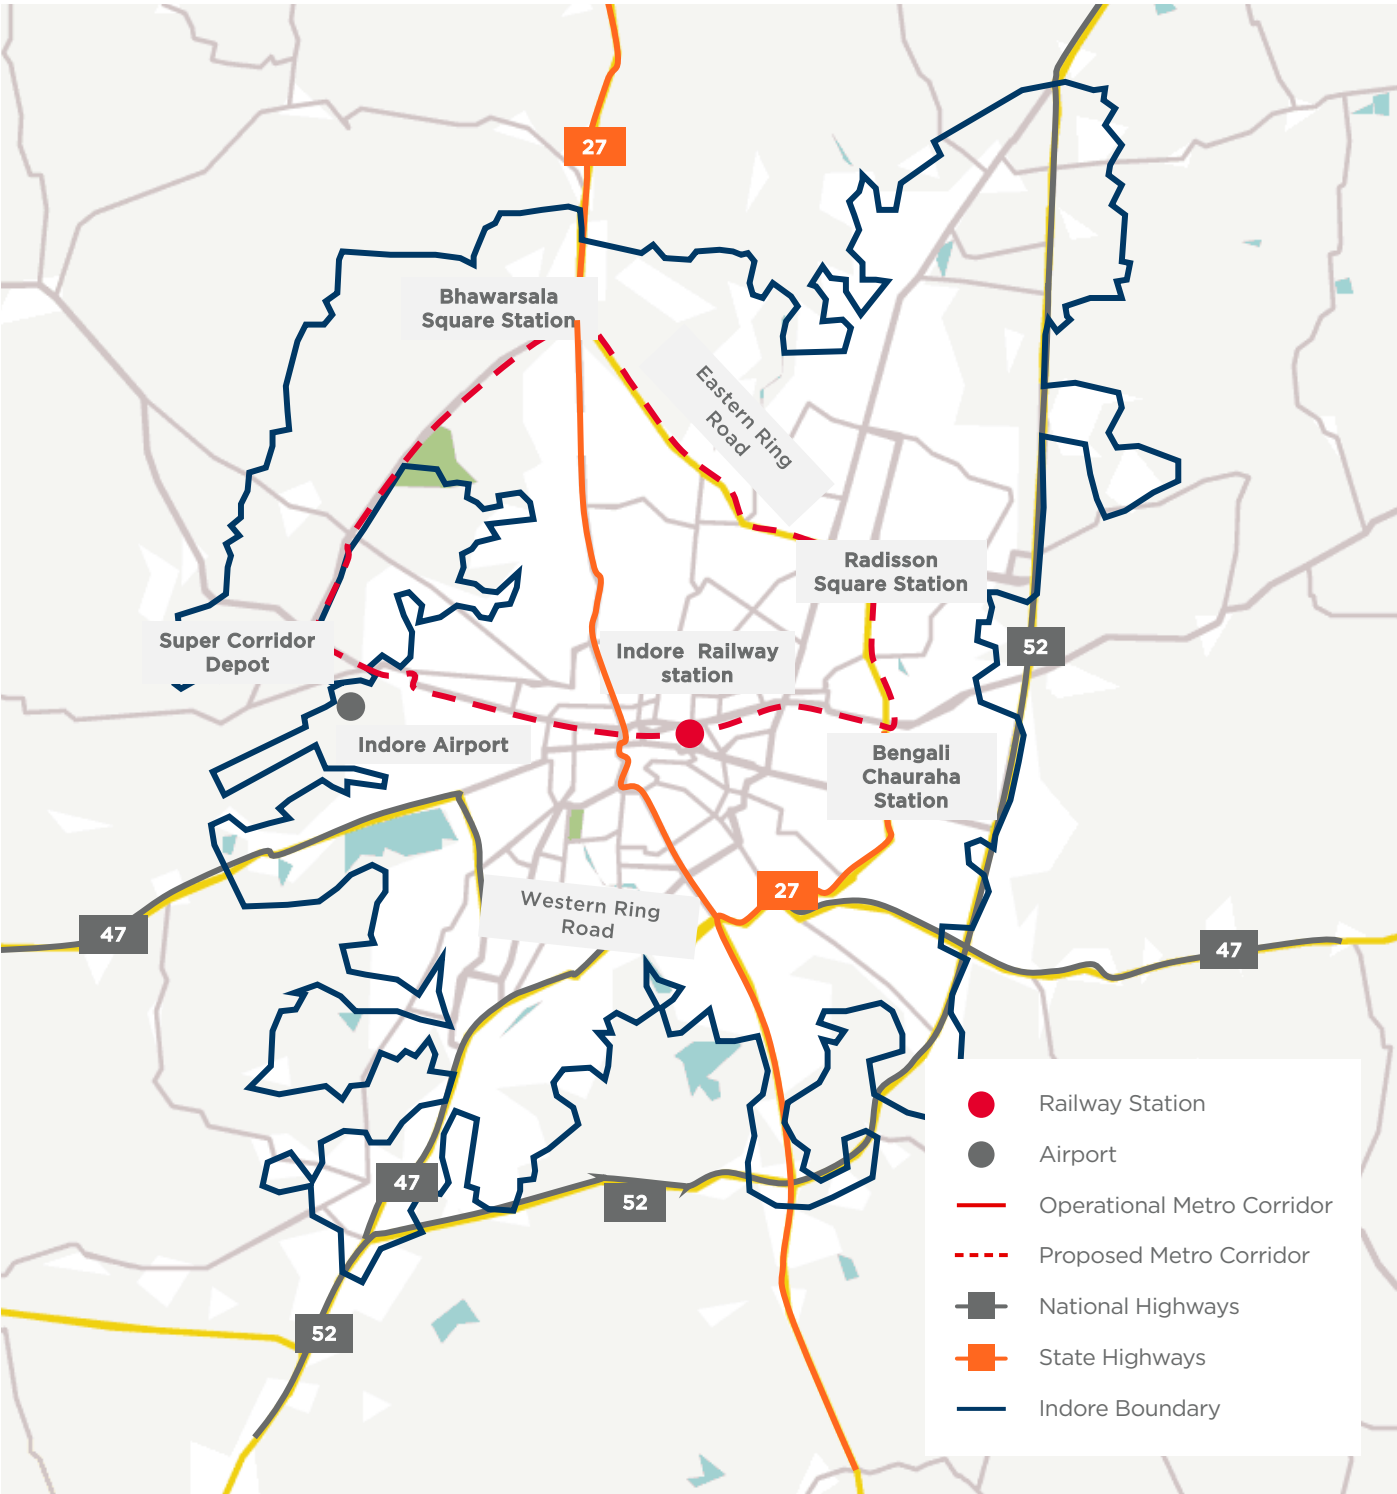 27
Bhawarsala
Square Station
Eastern Ring
Road
Radisson
Square Station
Super Corridor
Depot
Indore  Railway
station
52
Indore Airport
Bengali
Chauraha
Station
27
Western Ring
Road
47
47
47
52
52
Railway Station
Airport
Operational Metro Corridor
Proposed Metro Corridor
National Highways
State Highways
Indore Boundary